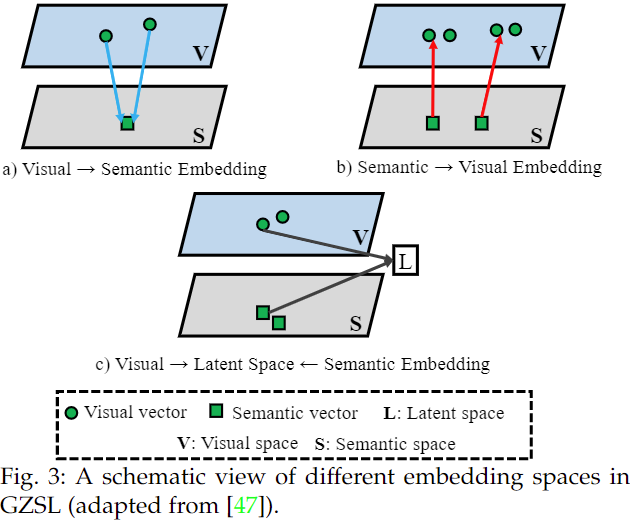 V
V
S
S
a) Visual → Semantic Embedding
b) Semantic → Visual Embedding
V
L
S
c) Visual → Latent Space ← Semantic Embedding
Visual vector Semantic vector L: Latent space
V: Visual space S: Semantic space
Fig. 3: A schematic view of different embedding spaces in
GZSL (adapted from [47]).